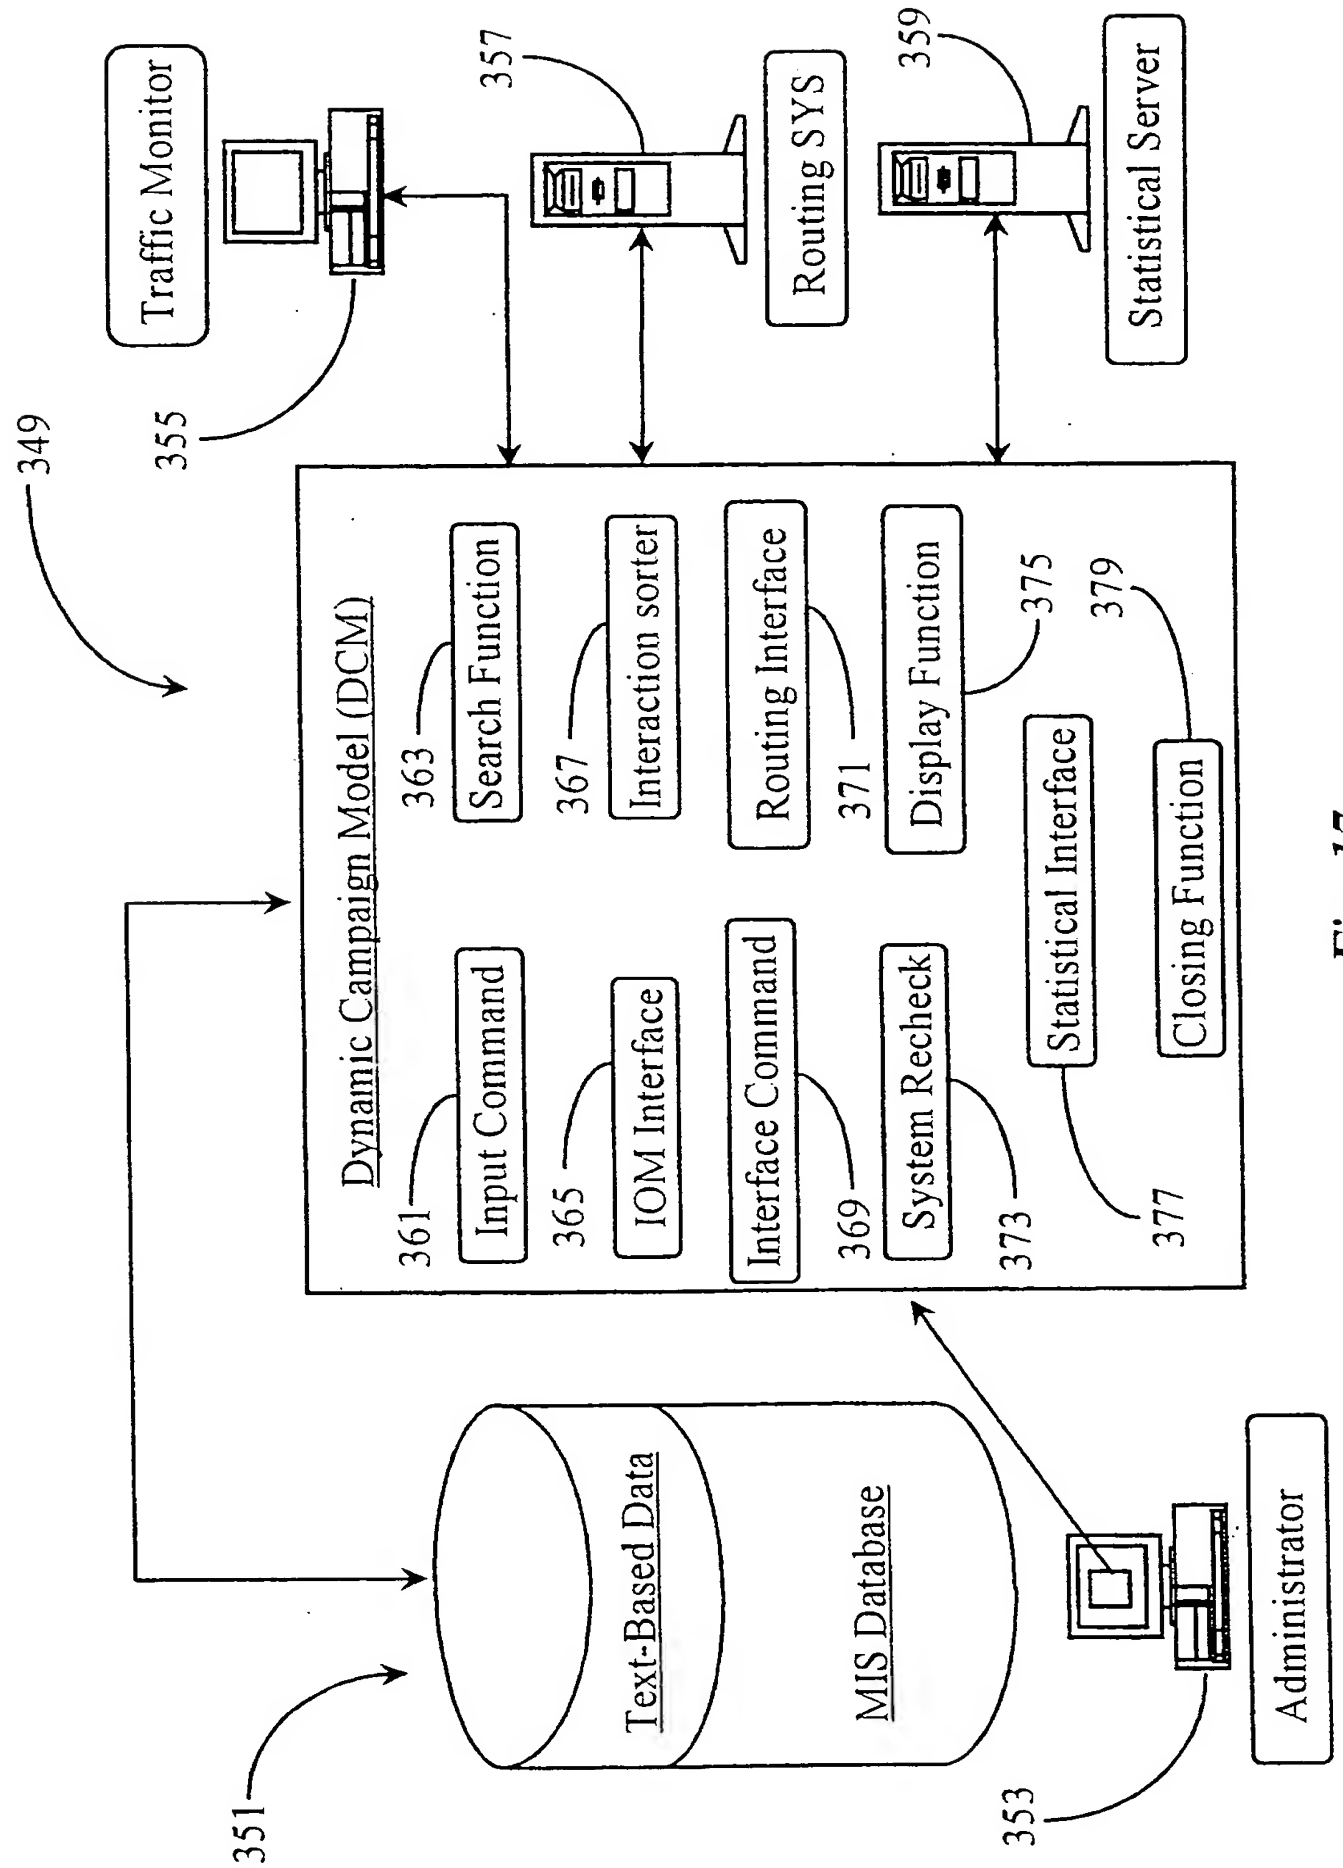 349
351
Text-Based Data
MIS Database
353
Administrator
Dynamic Campaign Model (DCM)
361
Input Command
363
Search Function
365
IOM Interface
367
Interaction sorter
Interface Command
369
Routing Interface
371
System Recheck
373
Display Function
375
Statistical Interface
377
379
Closing Function
Traffic Monitor
355
357
Routing SYS
359
Statistical Server